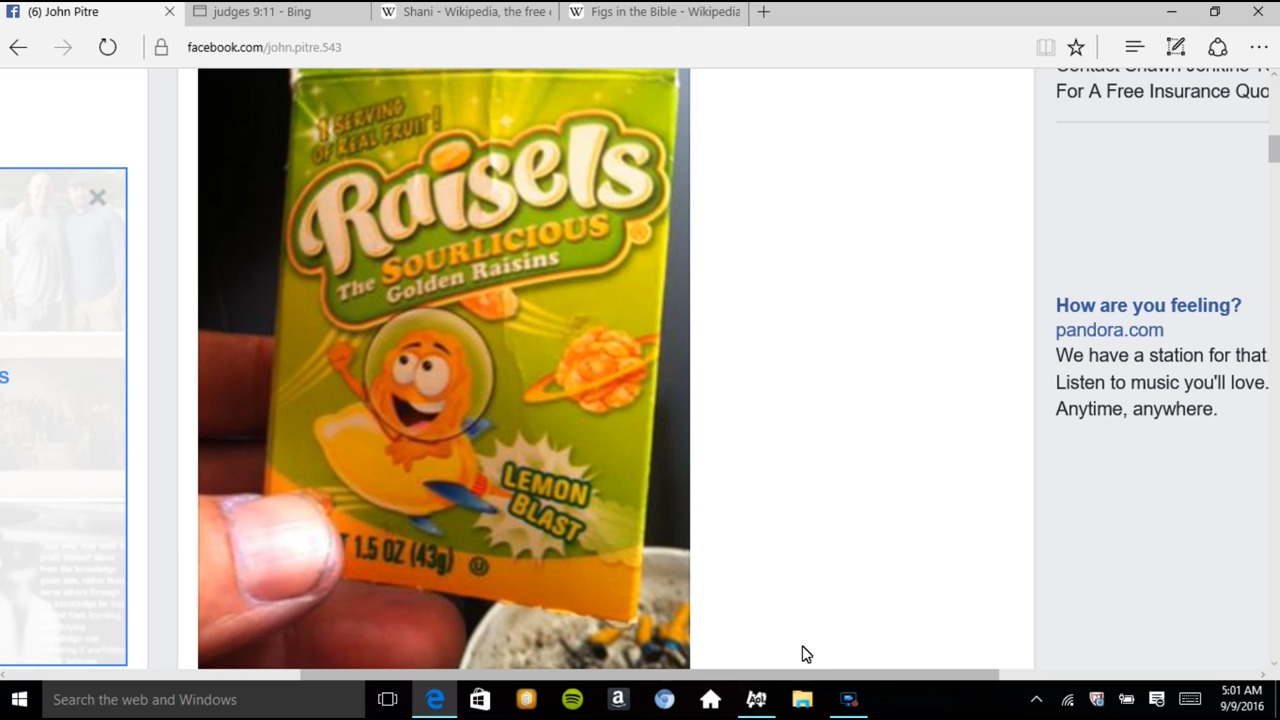 (6) John Pitre
judges 9:11 - Bing
Shani - Wikipedia, the free
Figs in the Bible - Wikipedia
facebook.com/john.pitre.543
For A Free Insurance Quo
1 SERVING
OF REAL FRUIT!
Raisels
The SOURLICIOUS
Golden Raisins
LEMON
BLAST
1.5 OZ (43g)
U
S
How are you feeling?
pandora.com
We have a station for that.
Listen to music you'll love.
Anytime, anywhere.
Search the web and Windows
5:01 AM
9/9/2016